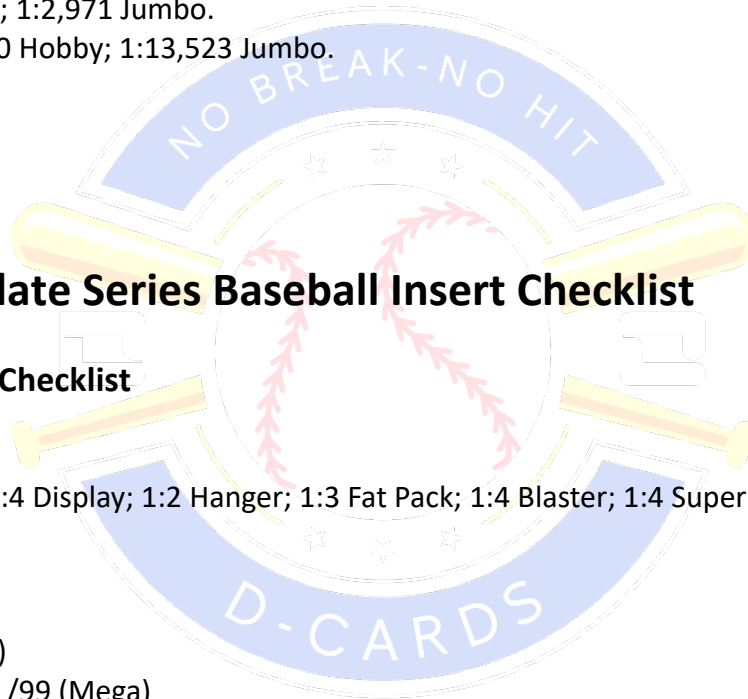 ; 1:2,971 Jumbo.
0 Hobby; 1:13,523 Jumbo.
NO BREAK-NO HIT
late Series Baseball Insert Checklist
Checklist
:4 Display; 1:2 Hanger; 1:3 Fat Pack; 1:4 Blaster; 1:4 Super
D-CARDS
)
/99 (Mega)